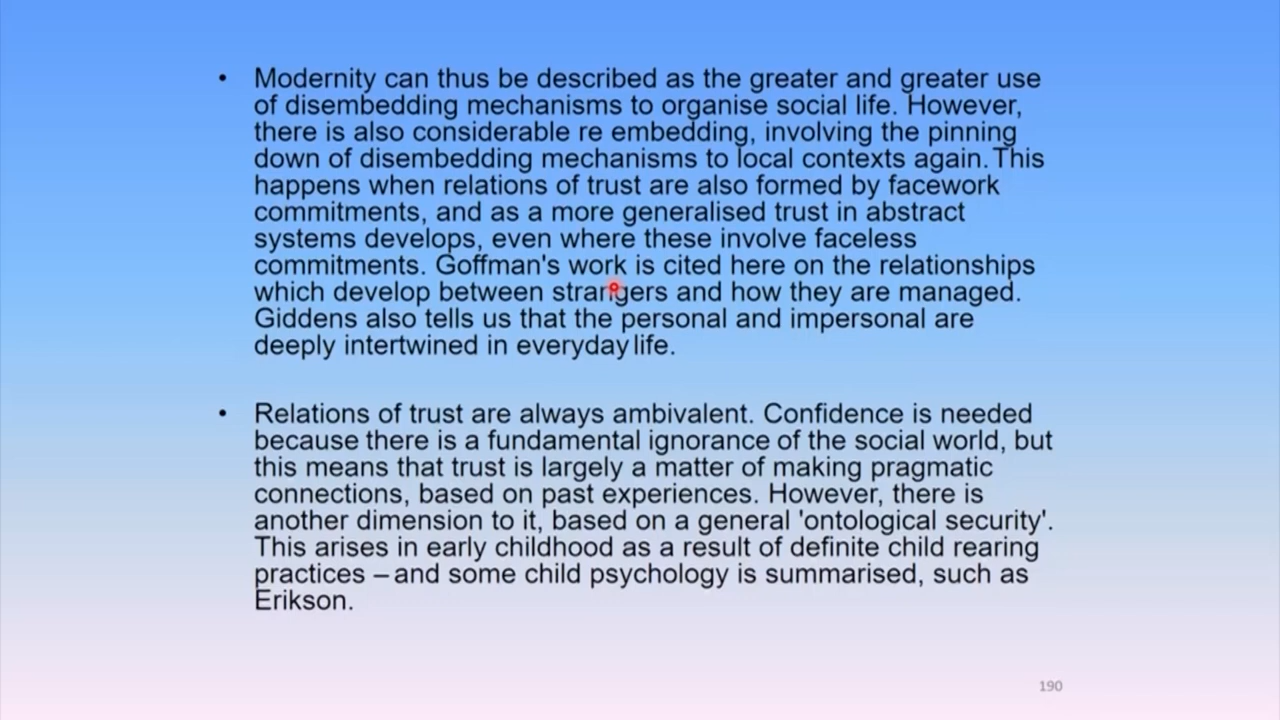 • Modernity can thus be described as the greater and greater use
of disembedding mechanisms to organise social life. However,
there is also considerable re embedding, involving the pinning
down of disembedding mechanisms to local contexts again. This
happens when relations of trust are also formed by facework
commitments, and as a more generalised trust in abstract
systems develops, even where these involve faceless
commitments. Goffman's work is cited here on the relationships
which develop between strangers and how they are managed.
Giddens also tells us that the personal and impersonal are
deeply intertwined in everyday life.
• Relations of trust are always ambivalent. Confidence is needed
because there is a fundamental ignorance of the social world, but
this means that trust is largely a matter of making pragmatic
connections, based on past experiences. However, there is
another dimension to it, based on a general 'ontological security'.
This arises in early childhood as a result of definite child rearing
practices – and some child psychology is summarised, such as
Erikson.
190